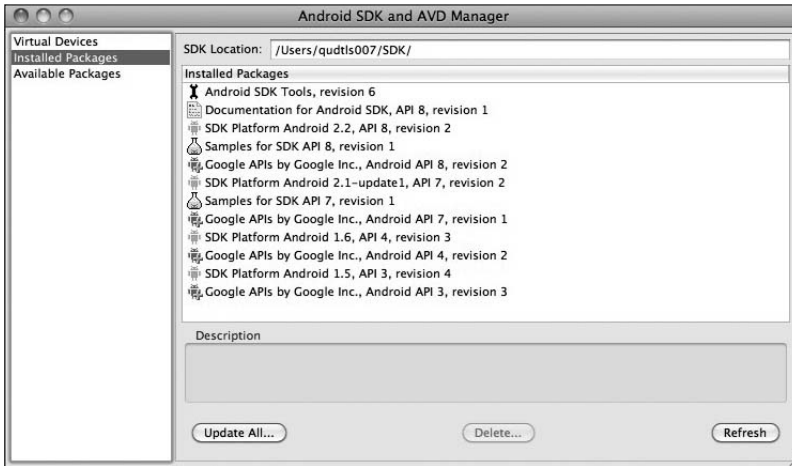 Android SDK and AVD Manager
Virtual Devices
Installed Packages
Available Packages
SDK Location: /Users/qudtls007/SDK/
Installed Packages
Android SDK Tools, revision 6
Documentation for Android SDK, API 8, revision 1
SDK Platform Android 2.2, API 8, revision 2
Samples for SDK API 8, revision 1
Google APIs by Google Inc., Android API 8, revision 2
SDK Platform Android 2.1-update1, API 7, revision 2
Samples for SDK API 7, revision 1
Google APIs by Google Inc., Android API 7, revision 1
SDK Platform Android 1.6, API 4, revision 3
Google APIs by Google Inc., Android API 4, revision 2
SDK Platform Android 1.5, API 3, revision 4
Google APIs by Google Inc., Android API 3, revision 3
Description
Update All... Delete... Refresh